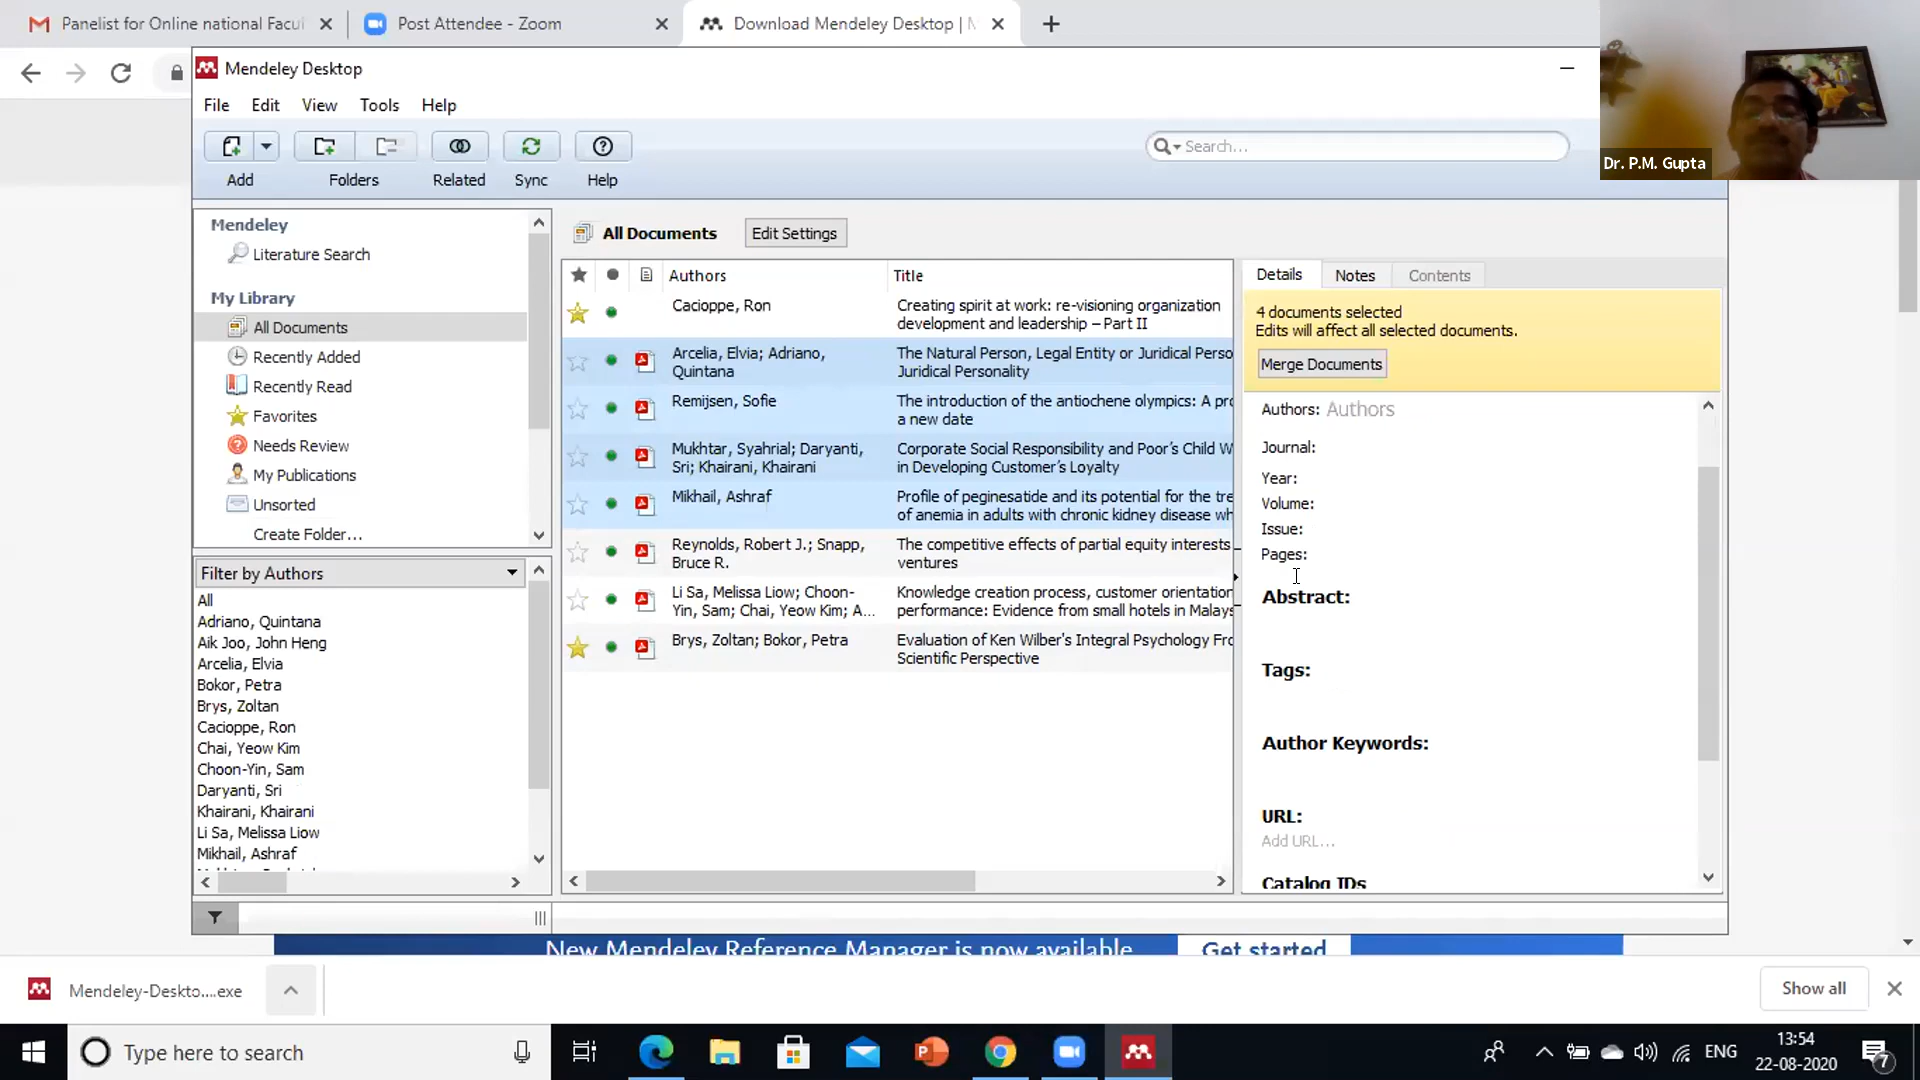 Panelist for Online national Facul
Post Attendee - Zoom
Download Mendeley Desktop | M
Mendeley Desktop
File Edit View Tools Help
Search...
Dr. P.M. Gupta
Add Folders Related Sync Help
Mendeley
Literature Search
My Library
All Documents
Recently Added
Recently Read
Favorites
Needs Review
My Publications
Unsorted
Create Folder...
Filter by Authors
All
Adriano, Quintana
Aik Joo, John Heng
Arcelia, Elvia
Bokor, Petra
Brys, Zoltan
Cacioppe, Ron
Chai, Yeow Kim
Choon-Yin, Sam
Daryanti, Sri
Khairani, Khairani
Li Sa, Melissa Liow
Mikhail, Ashraf
All Documents Edit Settings
Authors Title
Cacioppe, Ron
Creating spirit at work: re-visioning organization
development and leadership – Part II
Arcelia, Elvia; Adriano,
Quintana
The Natural Person, Legal Entity or Juridical Perso
Juridical Personality
Remijsen, Sofie
The introduction of the antiochene olympics: A pro
a new date
Mukhtar, Syahrial; Daryanti,
Sri; Khairani, Khairani
Corporate Social Responsibility and Poor's Child W
in Developing Customer's Loyalty
Mikhail, Ashraf
Profile of peginesatide and its potential for the tre
of anemia in adults with chronic kidney disease wh
Reynolds, Robert J.; Snapp,
Bruce R.
The competitive effects of partial equity interests
ventures
Li Sa, Melissa Liow; Choon-
Yin, Sam; Chai, Yeow Kim; A...
Knowledge creation process, customer orientation
performance: Evidence from small hotels in Malays
Brys, Zoltan; Bokor, Petra
Evaluation of Ken Wilber's Integral Psychology Fro
Scientific Perspective
Details Notes Contents
4 documents selected
Edits will affect all selected documents.
Merge Documents
Authors: Authors
Journal:
Year:
Volume:
Issue:
Pages:
Abstract:
Tags:
Author Keywords:
URL:
Add URL...
Catalog IDs
New Mendeley Reference Manager is now available Get started
Mendeley-Deskto....exe
Show all
Type here to search
ENG
13:54
22-08-2020
7